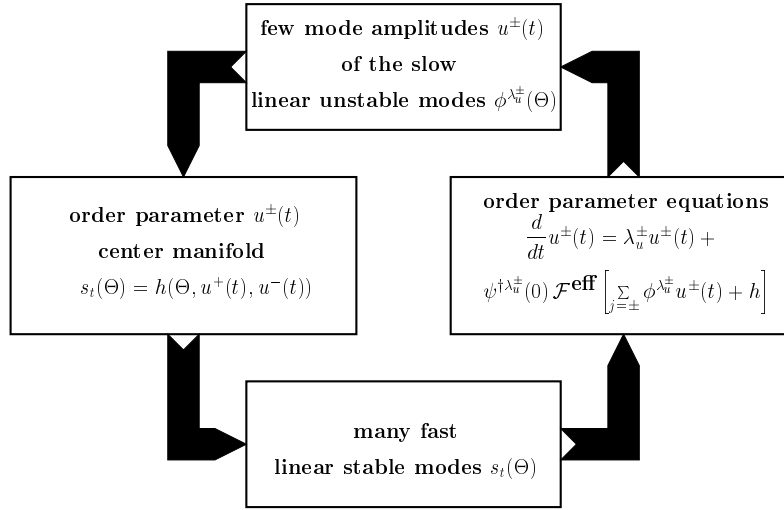 few mode amplitudes u^±(t)
of the slow
linear unstable modes ϕ^{λ_u^±}(Θ)
order parameter u^±(t)
center manifold
s_t(Θ) = h(Θ, u^+(t), u^−(t))
order parameter equations
d/dt u^±(t) = λ_u^± u^±(t) +
ψ^{†λ_u^±}(0) 𝓕^{eff} [∑_{j=±} ϕ^{λ_u^±} u^±(t) + h]
many fast
linear stable modes s_t(Θ)